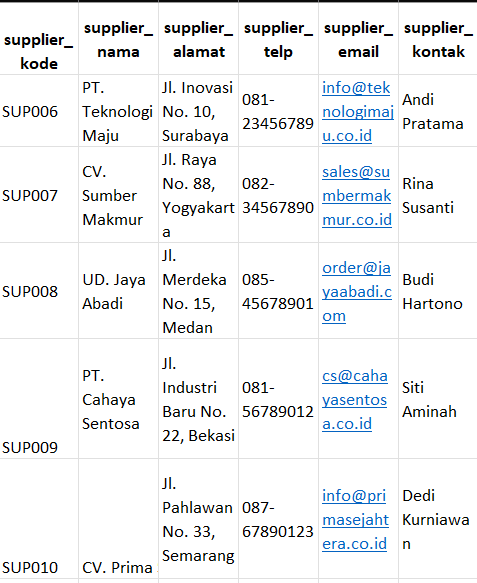 supplier_kode supplier_nama supplier_alamat supplier_telp supplier_email supplier_kontak
SUP006 PT. Teknologi Maju Jl. Inovasi No. 10, Surabaya 081-23456789 info@teknologimaju.co.id Andi Pratama
SUP007 CV. Sumber Makmur Jl. Raya No. 88, Yogyakarta 082-34567890 sales@sumbermakmur.co.id Rina Susanti
SUP008 UD. Jaya Abadi Jl. Merdeka No. 15, Medan 085-45678901 order@jayaabadi.com Budi Hartono
SUP009 PT. Cahaya Sentosa Jl. Industri Baru No. 22, Bekasi 081-56789012 cs@cahayasentosa.co.id Siti Aminah
SUP010 CV. Prima Jl. Pahlawan No. 33, Semarang 087-67890123 info@primasejahtera.co.id Dedi Kurniawan